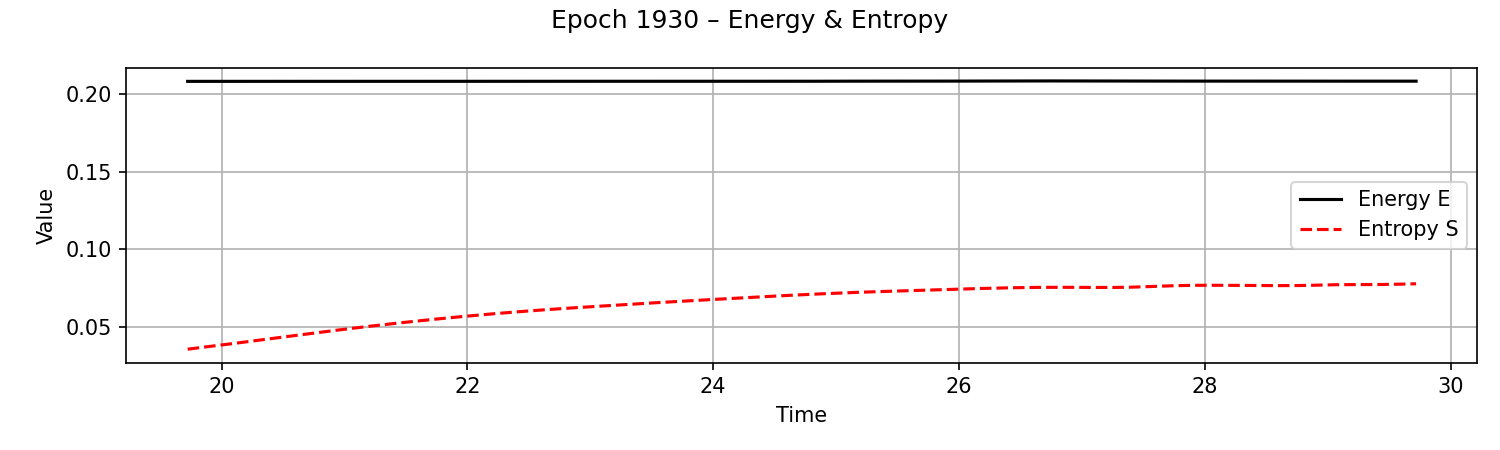 Epoch 1930 – Energy & Entropy
0.20
0.15
0.10
0.05
Value
Energy E
Entropy S
20 22 24 26 28 30
Time